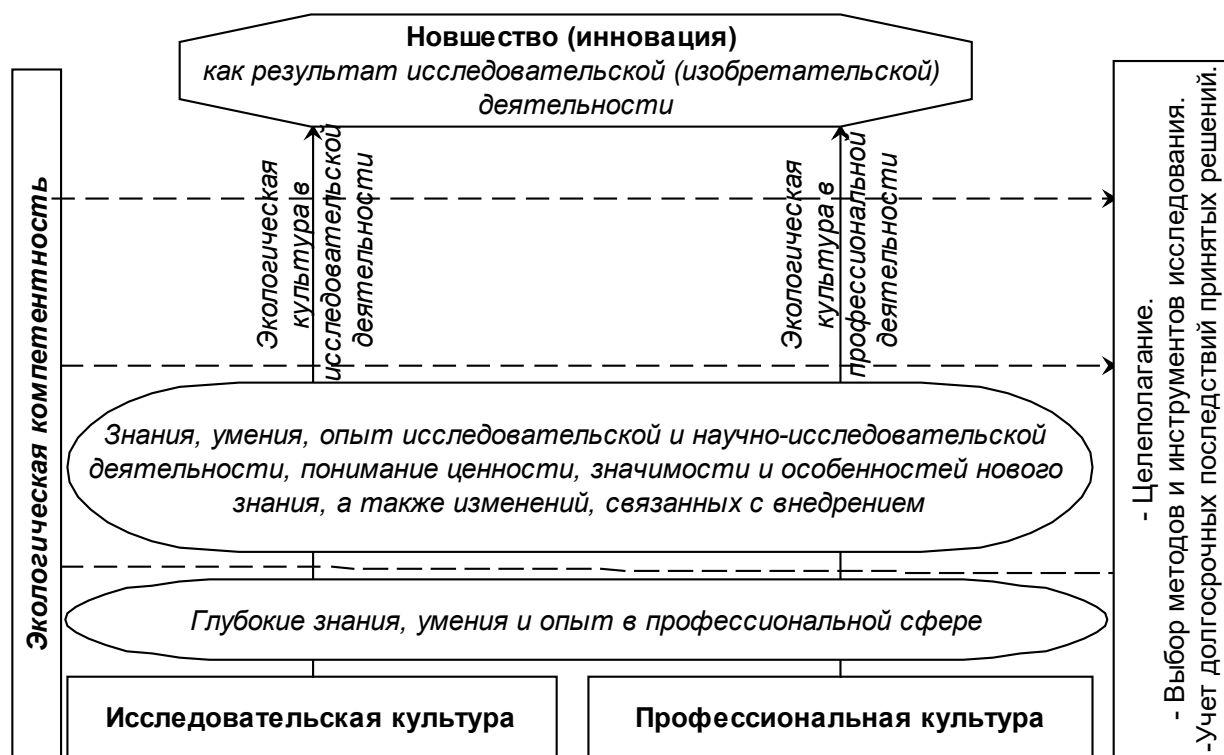 Новшество (инновация)
как результат исследовательской (изобретательской)
деятельности
Экологическая компетентность
Экологическая
культура в
исследовательской
деятельности
Экологическая
культура в
профессиональной
деятельности
- Целеполагание.
- Выбор методов и инструментов исследования.
-Учет долгосрочных последствий принятых решений.
Знания, умения, опыт исследовательской и научно-исследовательской
деятельности, понимание ценности, значимости и особенностей нового
знания, а также изменений, связанных с внедрением
Глубокие знания, умения и опыт в профессиональной сфере
Исследовательская культура
Профессиональная культура